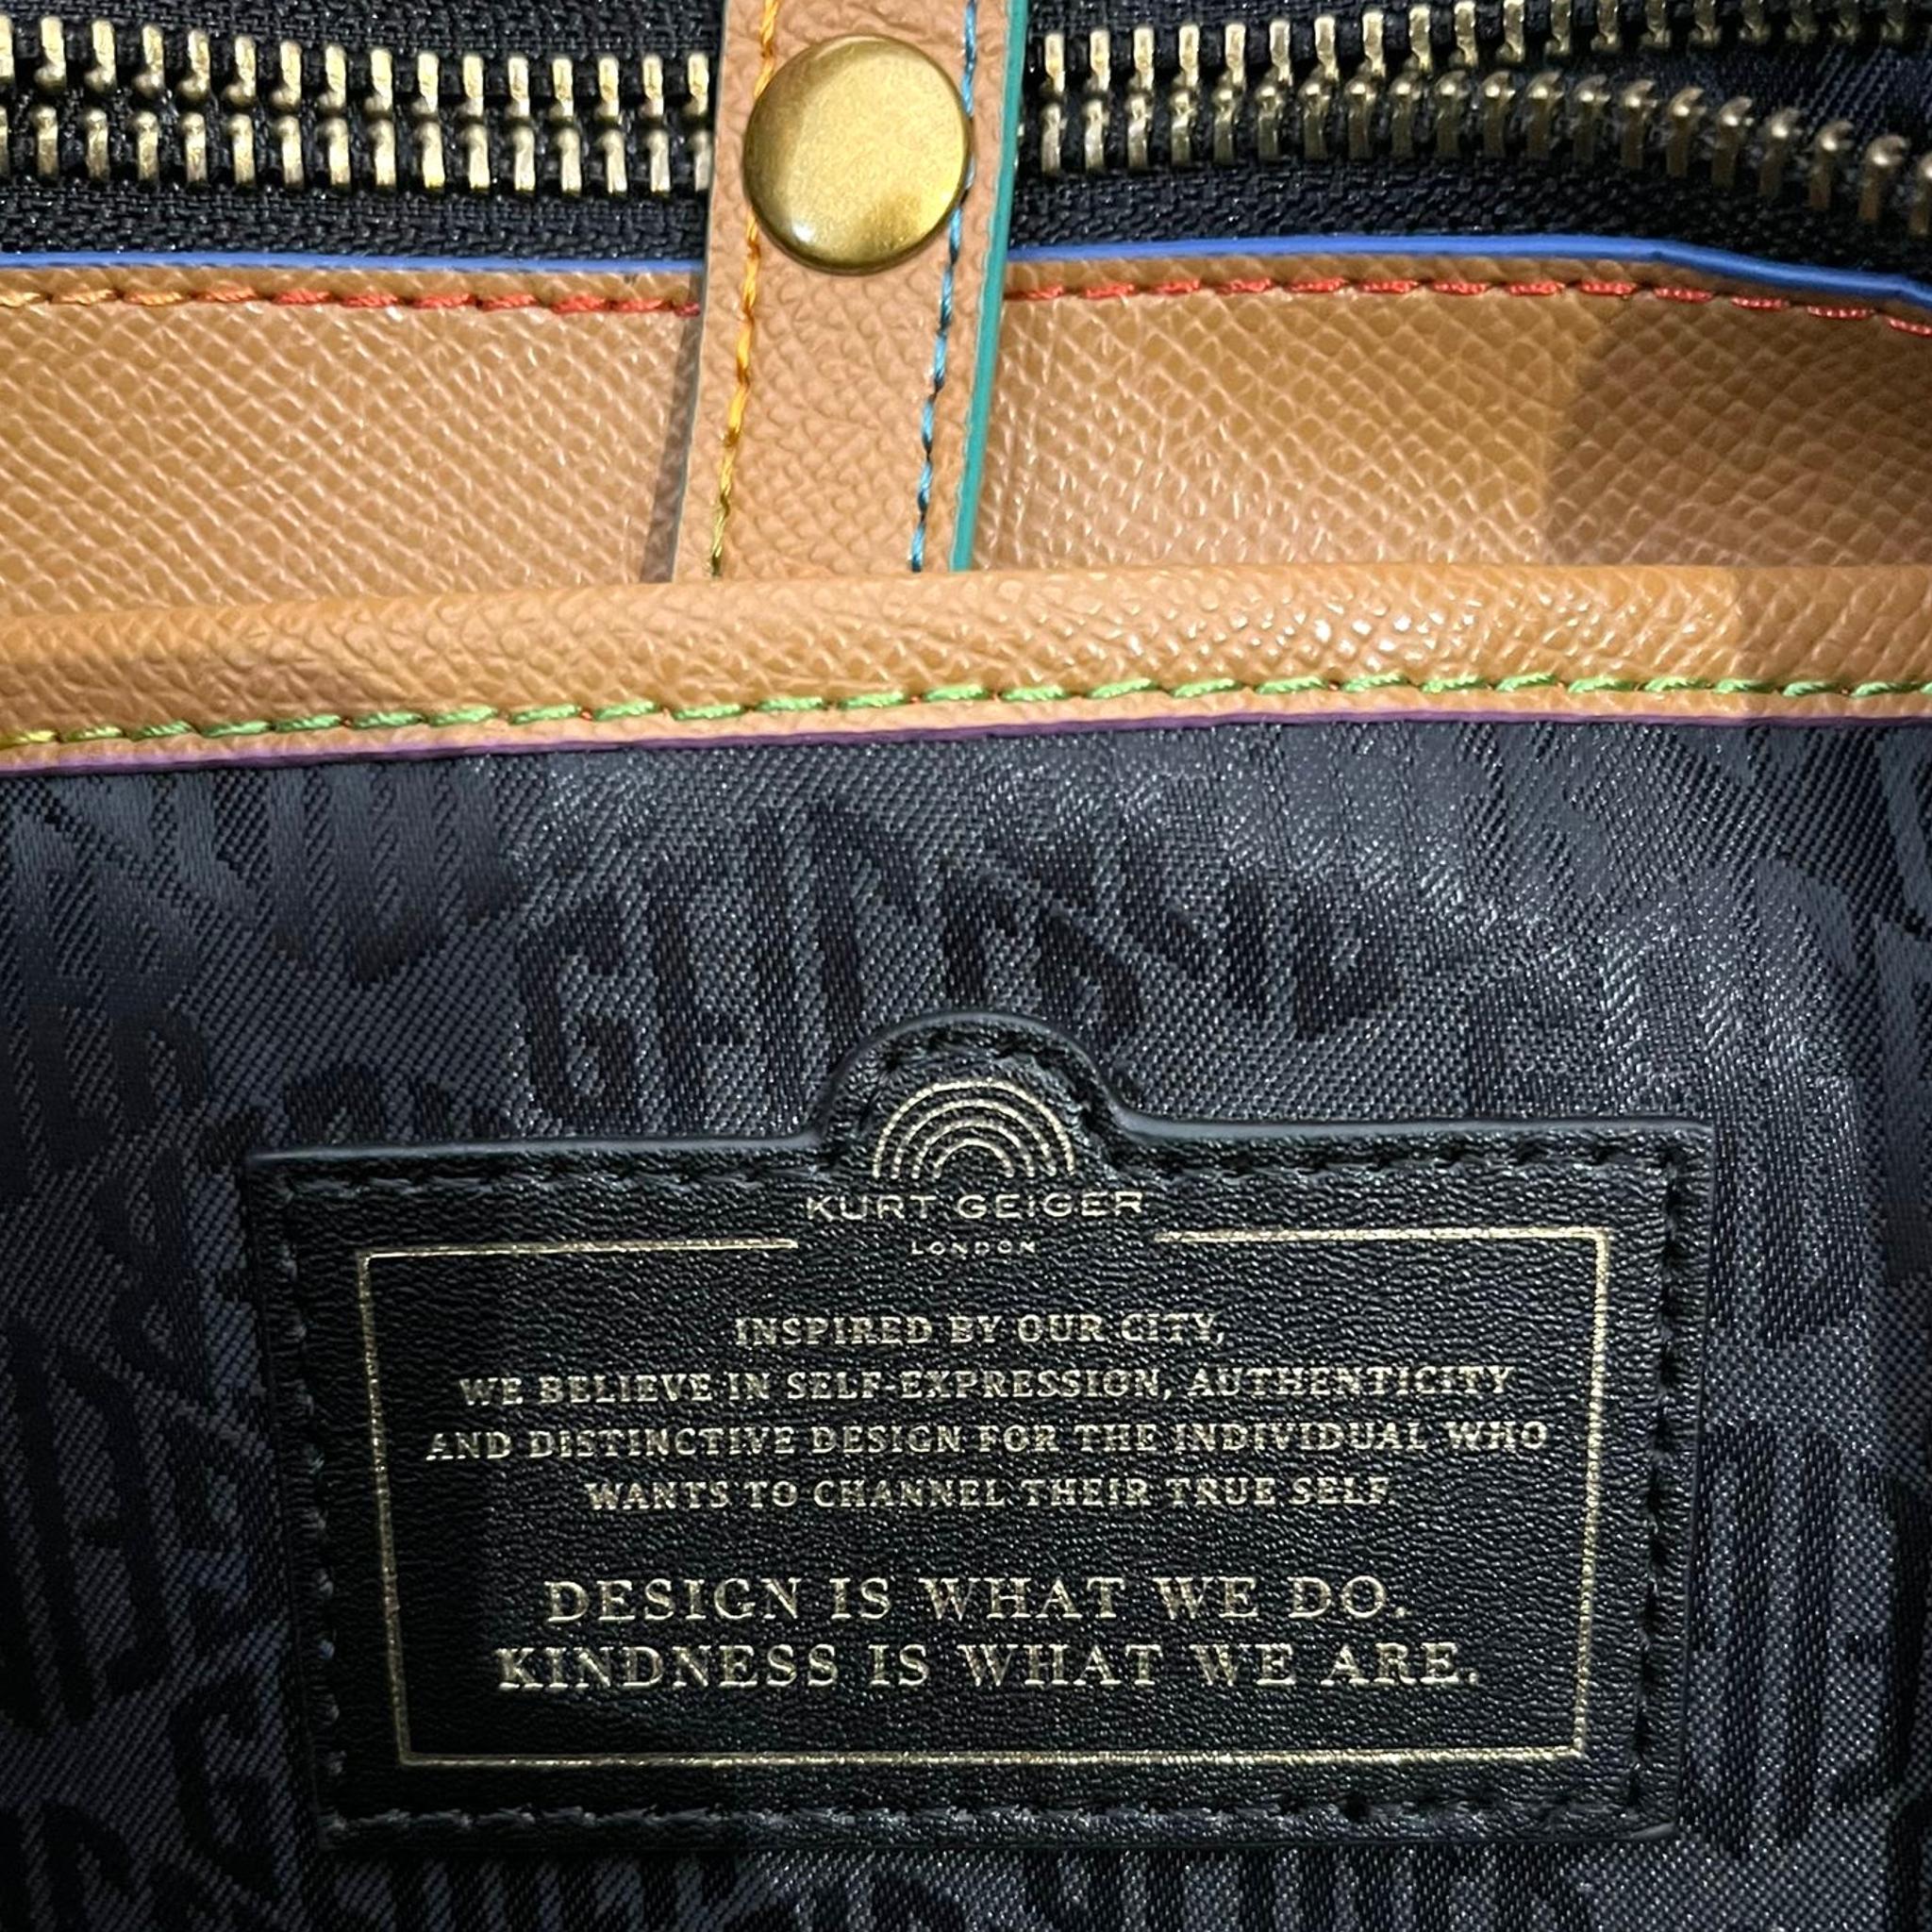 KURT GEIGER
LONDON
INSPIRED BY OUR CITY,
WE BELIEVE IN SELF-EXPRESSION, AUTHENTICITY
AND DISTINCTIVE DESIGN FOR THE INDIVIDUAL WHO
WANTS TO CHANNEL THEIR TRUE SELF.
DESIGN IS WHAT WE DO.
KINDNESS IS WHAT WE ARE.